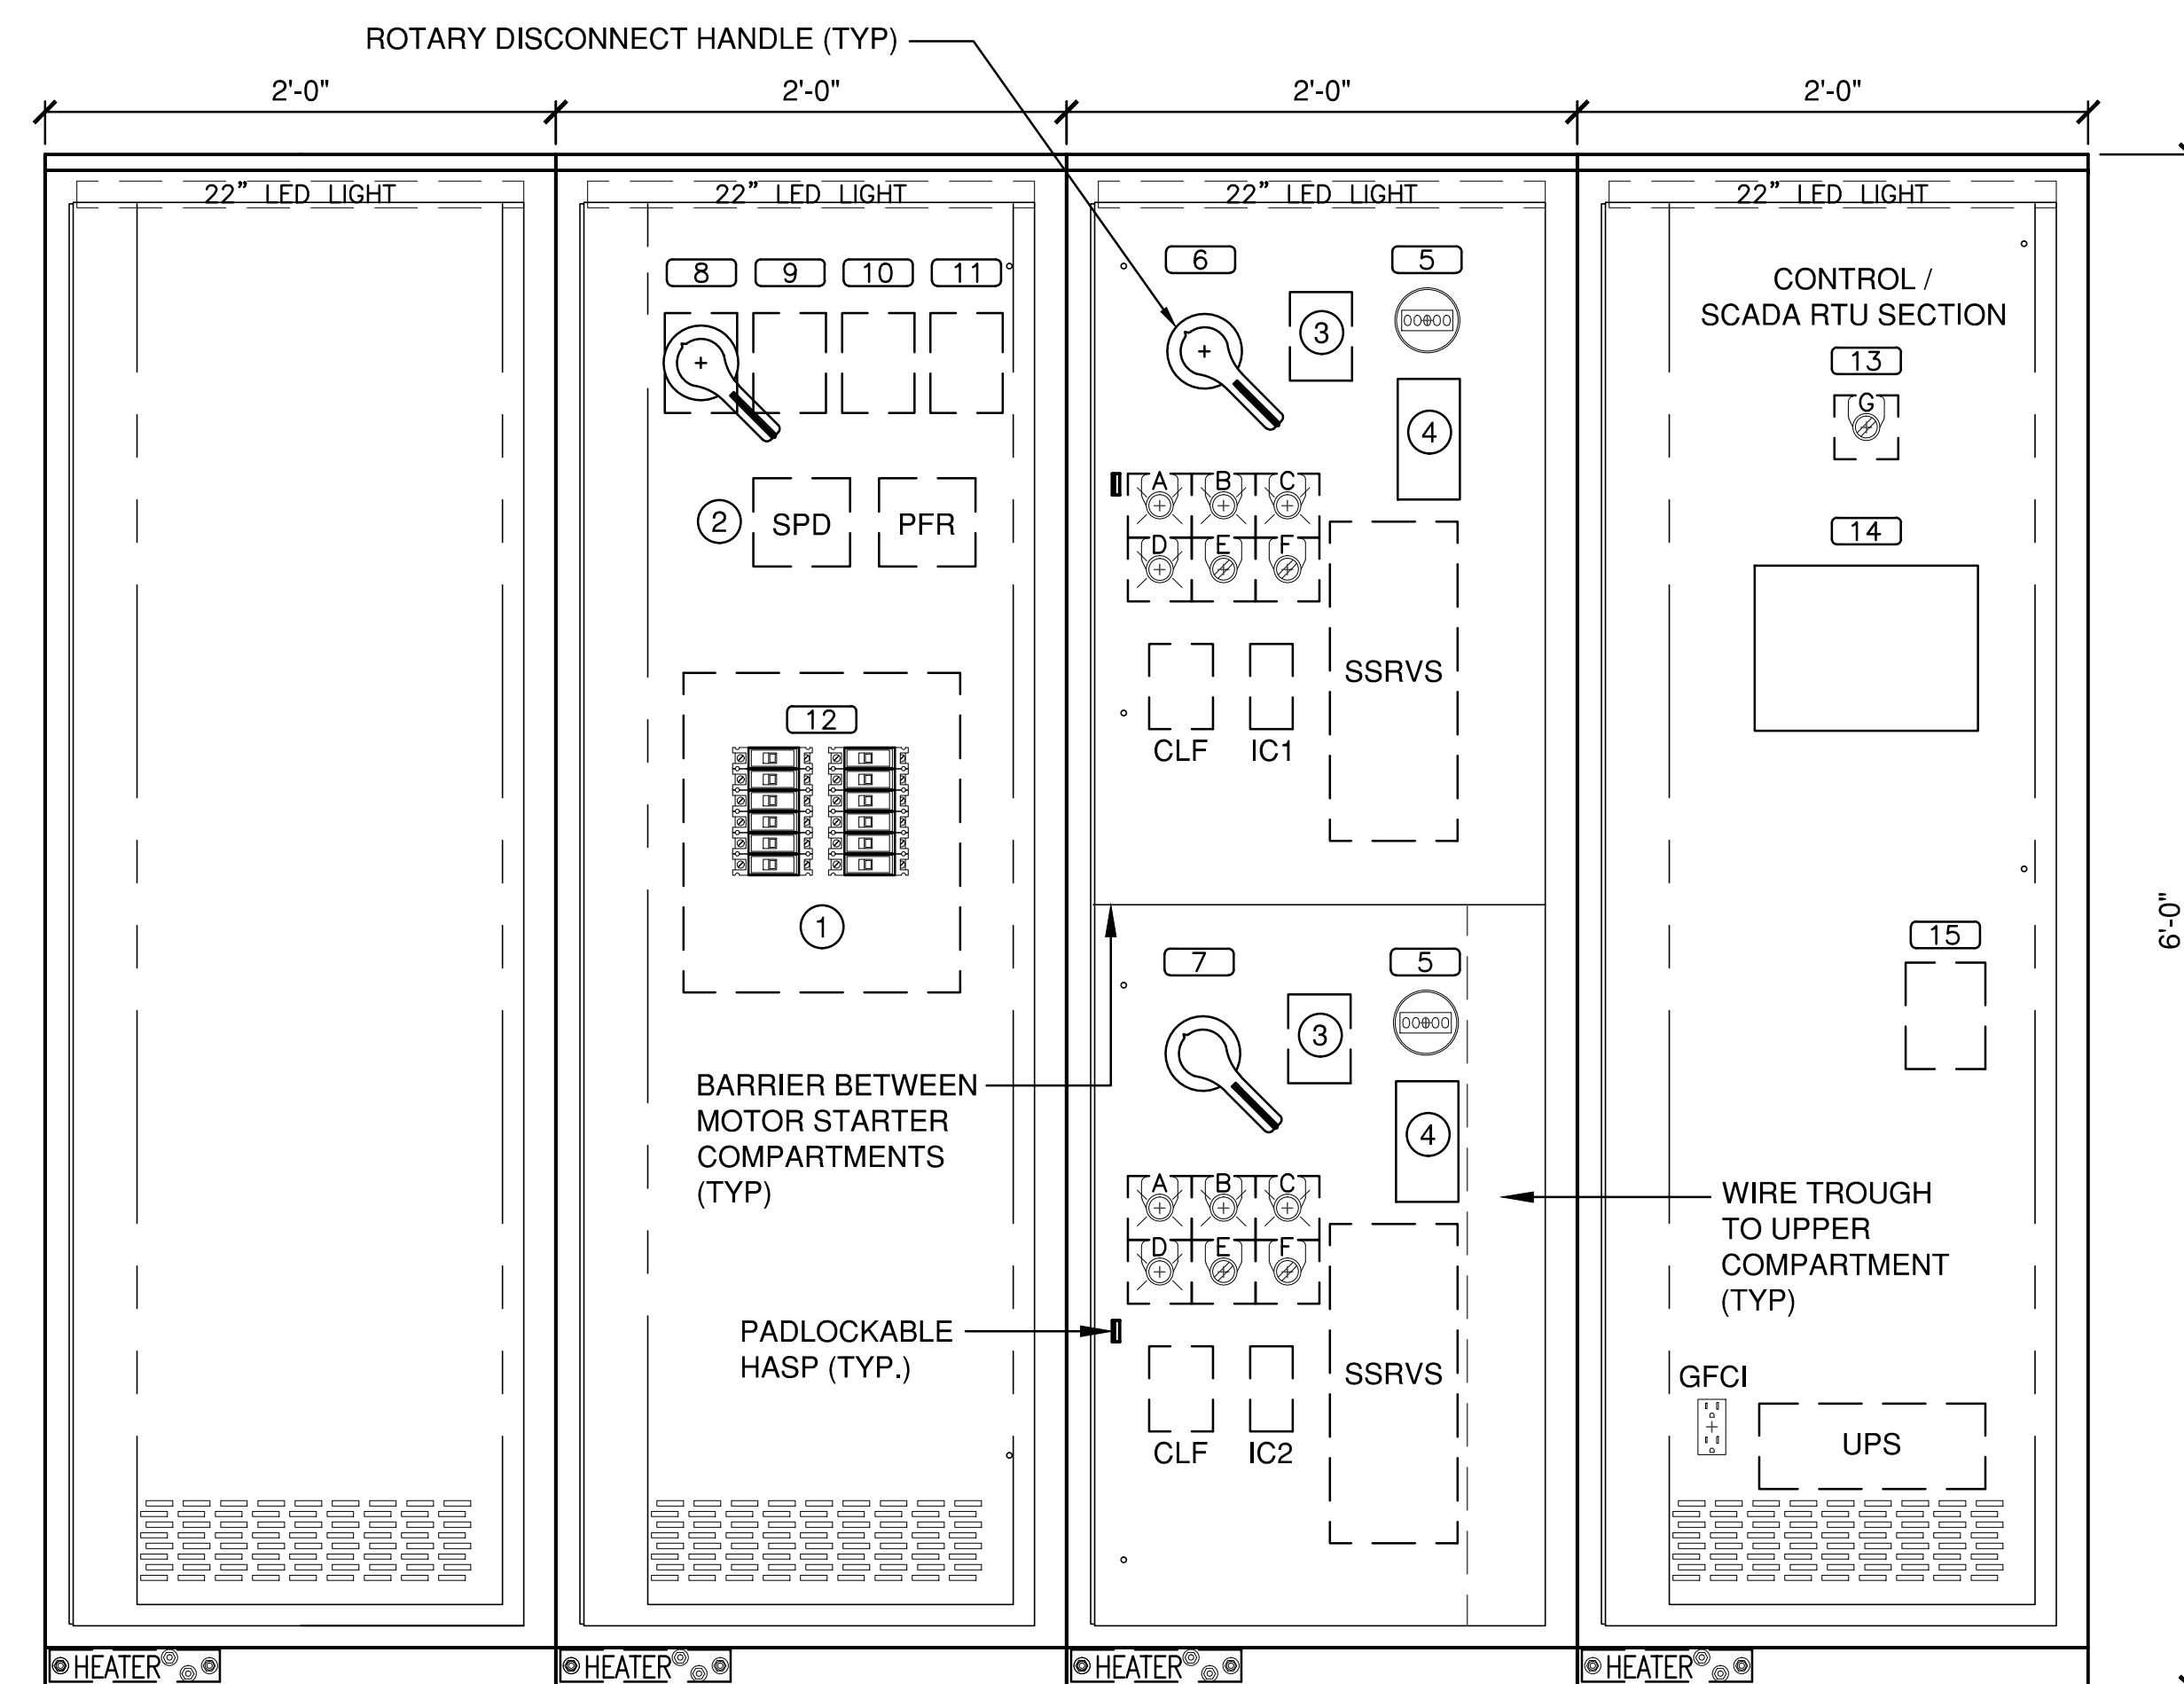 ROTARY DISCONNECT HANDLE (TYP)
2'-0" 2'-0" 2'-0" 2'-0"
22” LED LIGHT 22” LED LIGHT 22” LED LIGHT 22” LED LIGHT
8 9 10 11
SPD PFR
2
12
1
BARRIER BETWEEN
MOTOR STARTER
COMPARTMENTS
(TYP)
PADLOCKABLE
HASP (TYP.)
6 5
3
00000
4
A B C
D E F
SSRVS
CLF IC1
7 5
3
00000
4
A B C
D E F
SSRVS
CLF IC2
CONTROL /
SCADA RTU SECTION
13
G
14
15
WIRE TROUGH
TO UPPER
COMPARTMENT
(TYP)
GFCI
UPS
6'-0"
HEATER HEATER HEATER HEATER